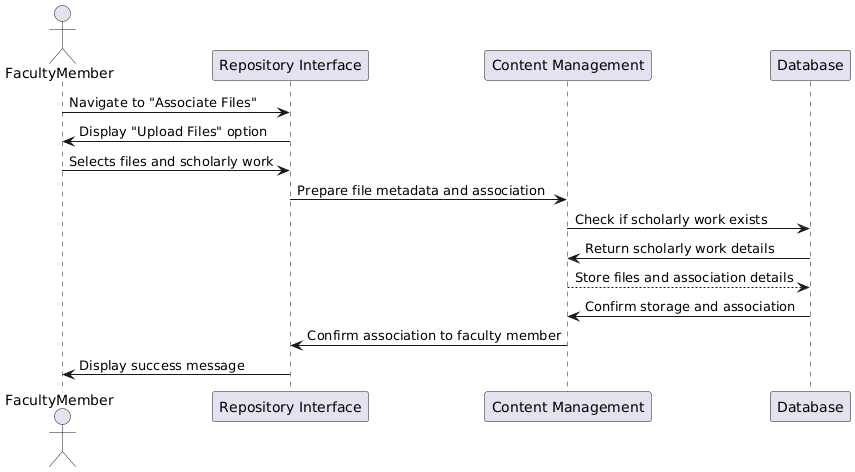 FacultyMember
Repository Interface
Content Management
Database
Navigate to "Associate Files"
Display "Upload Files" option
Selects files and scholarly work
Prepare file metadata and association
Check if scholarly work exists
Return scholarly work details
Store files and association details
Confirm storage and association
Confirm association to faculty member
Display success message
FacultyMember
Repository Interface
Content Management
Database